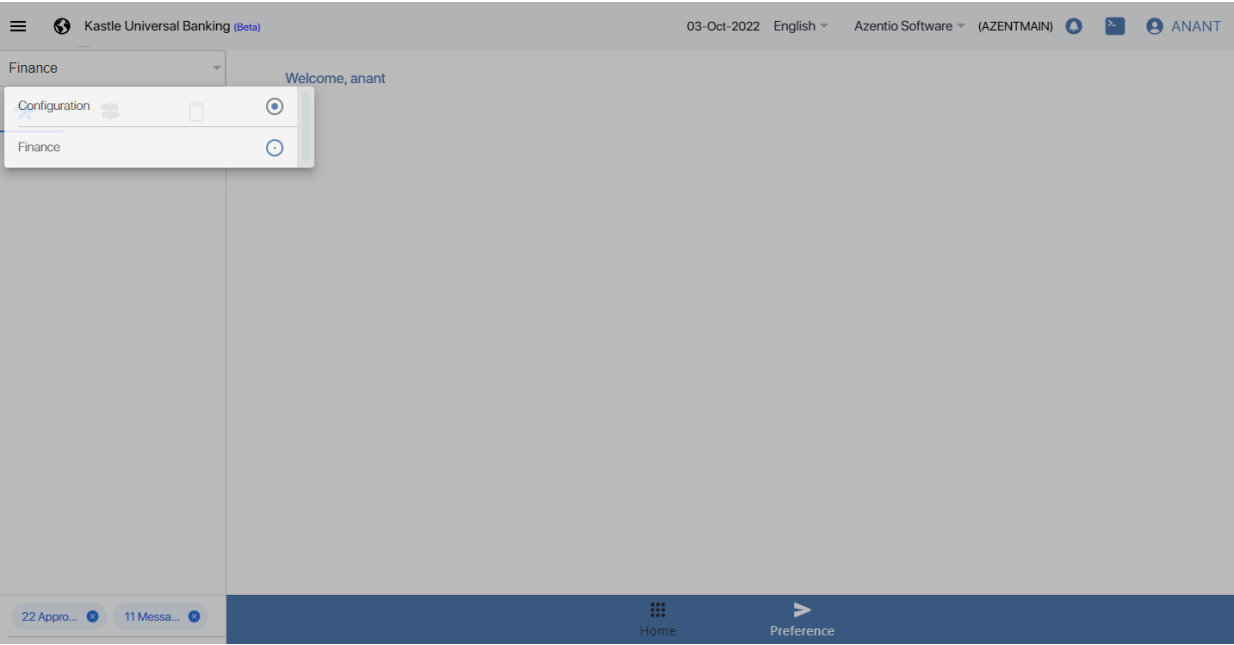 Kastle Universal Banking (Beta) 03-Oct-2022 English Azentio Software (AZENTMAIN) ANANT
Finance
Welcome, anant
Configuration
Finance
22 Appro... 11 Messa...
Home Preference